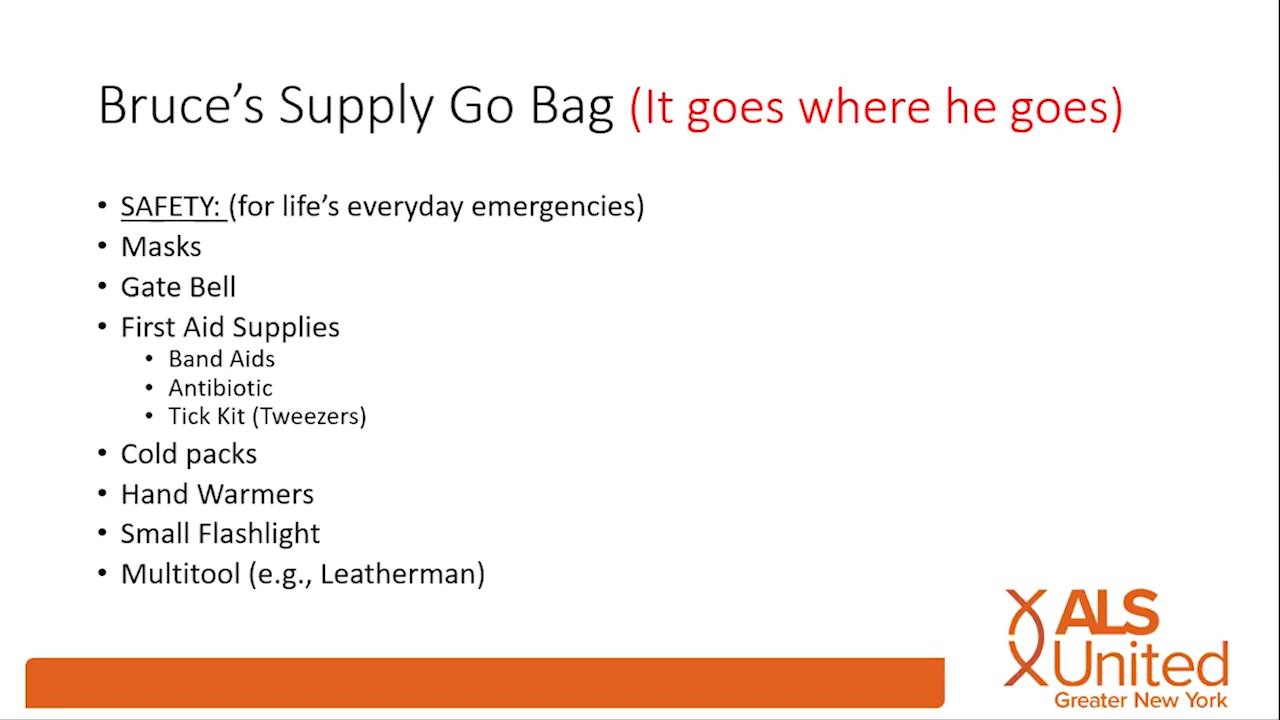 Bruce’s Supply Go Bag (It goes where he goes)
• SAFETY: (for life’s everyday emergencies)
• Masks
• Gate Bell
• First Aid Supplies
• Band Aids
• Antibiotic
• Tick Kit (Tweezers)
• Cold packs
• Hand Warmers
• Small Flashlight
• Multitool (e.g., Leatherman)
ALS
United
Greater New York